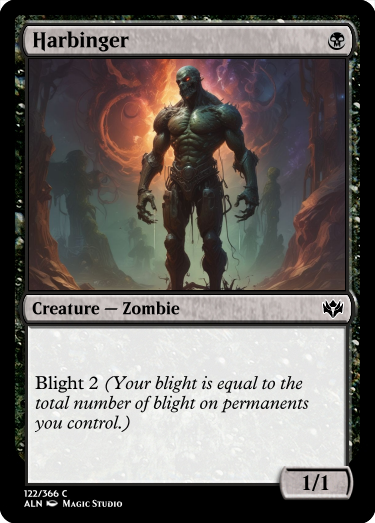 Harbinger
Creature — Zombie
Blight 2 (Your blight is equal to the
total number of blight on permanents
you control.)
1/1
122/366 C
ALN Magic Studio